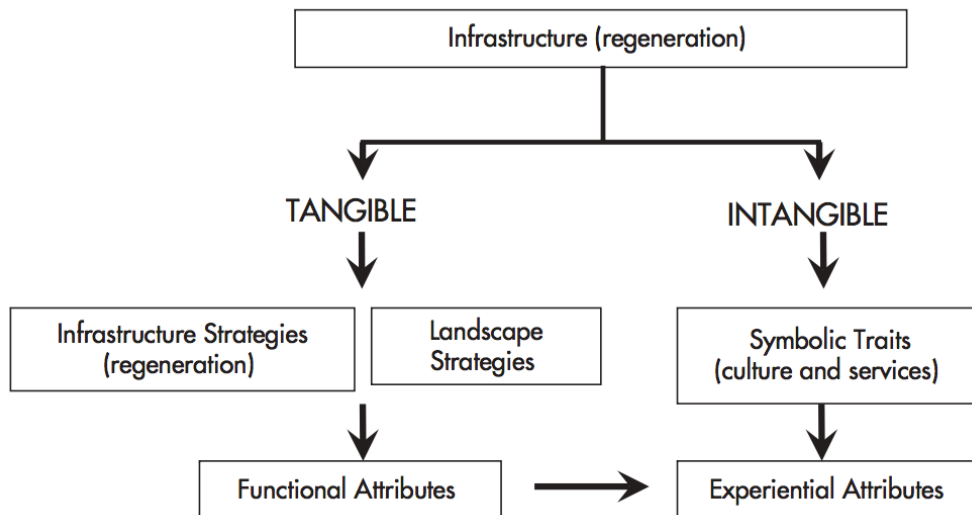 Infrastructure (regeneration)
TANGIBLE
INTANGIBLE
Infrastructure Strategies
(regeneration)
Landscape
Strategies
Symbolic Traits
(culture and services)
Functional Attributes
Experiential Attributes